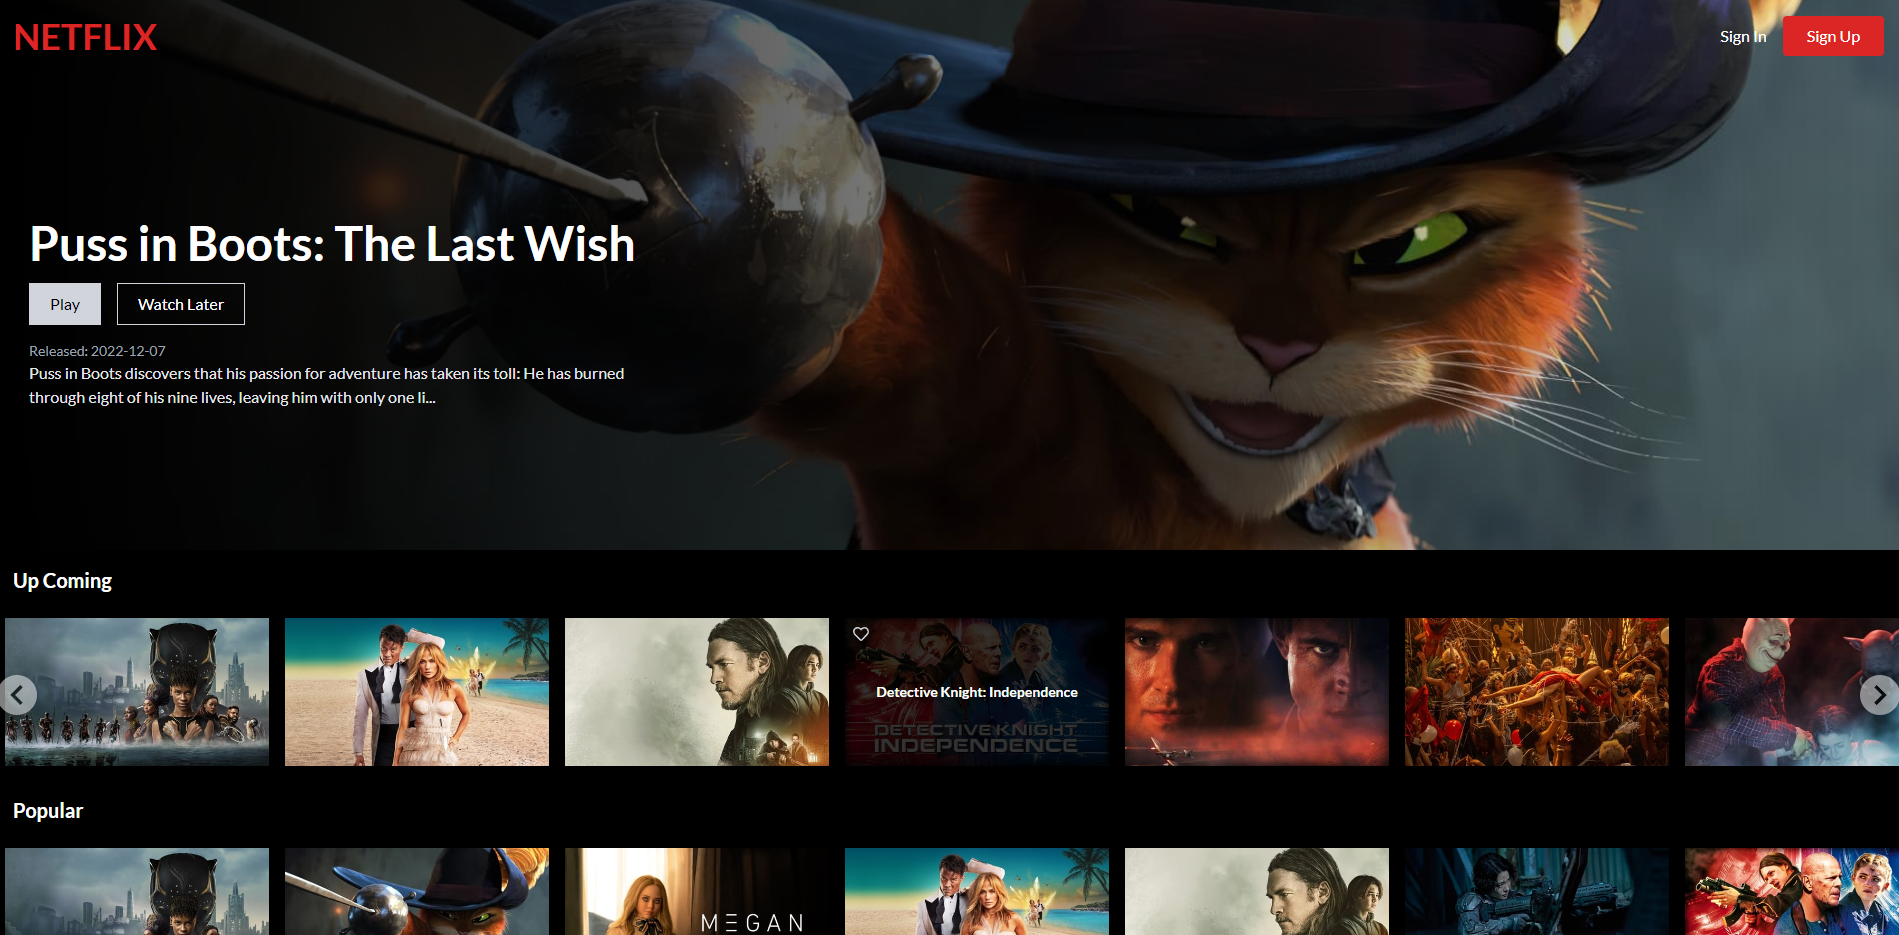 NETFLIX
Sign In
Sign Up
Puss in Boots: The Last Wish
Play
Watch Later
Released: 2022-12-07
Puss in Boots discovers that his passion for adventure has taken its toll: He has burned
through eight of his nine lives, leaving him with only one li...
Up Coming
Detective Knight: Independence
DETECTIVE KNIGHT
INDEPENDENCE
Popular
MEGAN